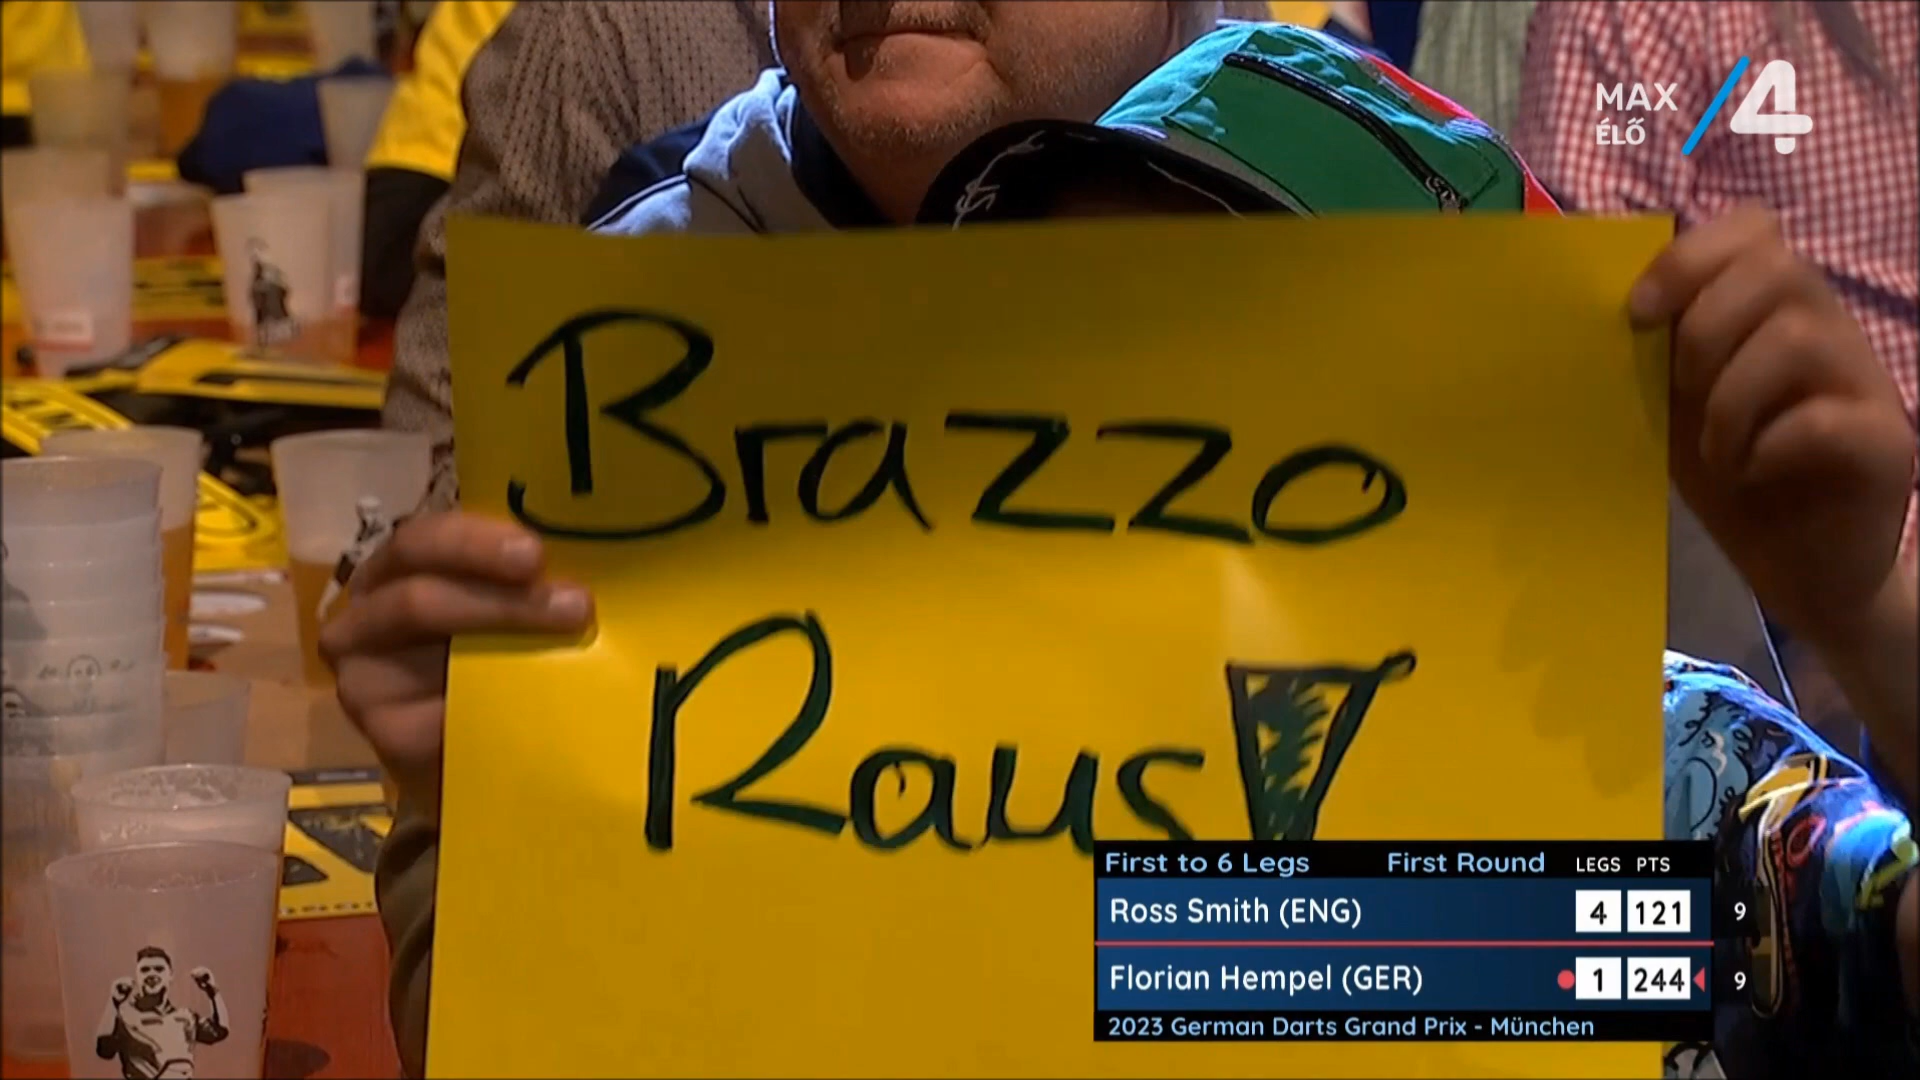 MAX /4
ÉLŐ
Brazzo
Raus!
First to 6 Legs First Round LEGS PTS
Ross Smith (ENG) 4 121 9
Florian Hempel (GER) 1 244 9
2023 German Darts Grand Prix - München